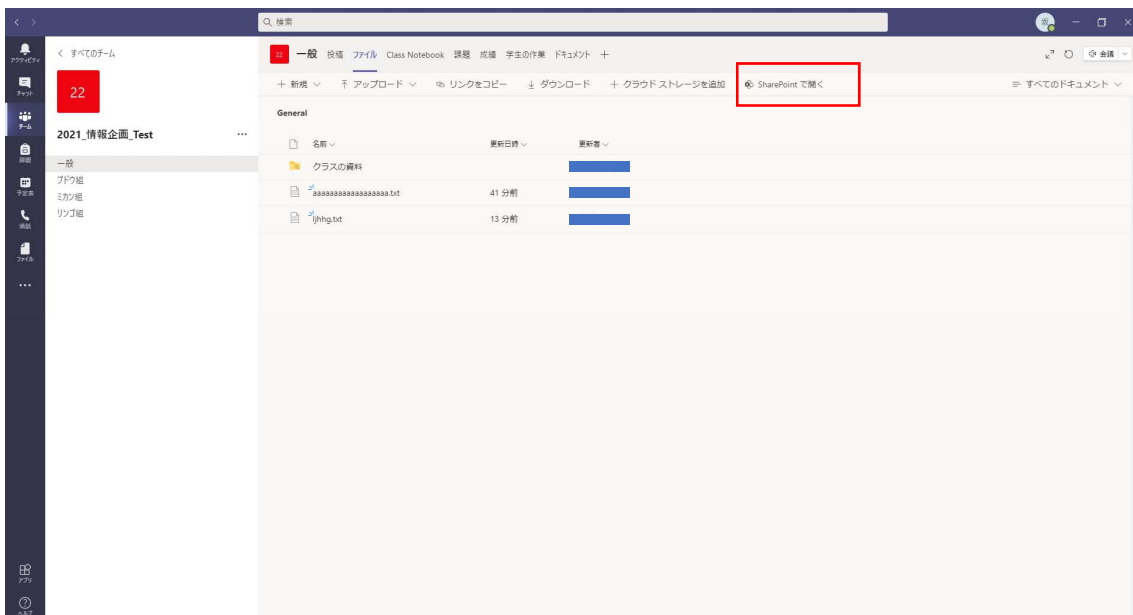 検索
坂
アクティビティ
チャット
チーム
課題
予定表
通話
ファイル
アプリ
ヘルプ
すべてのチーム
22
2021_情報企画_Test
一般
ブドウ組
ミカン組
リンゴ組
22 一般 投稿 ファイル Class Notebook 課題 成績 学生の作業 ドキュメント +
会議
+ 新規 アップロード リンクをコピー ダウンロード + クラウド ストレージを追加 SharePoint で開く すべてのドキュメント
General
名前 更新日時 更新者
クラスの資料
aaaaaaaaaaaaaaaaaa.txt 41 分前
ljhhg.txt 13 分前